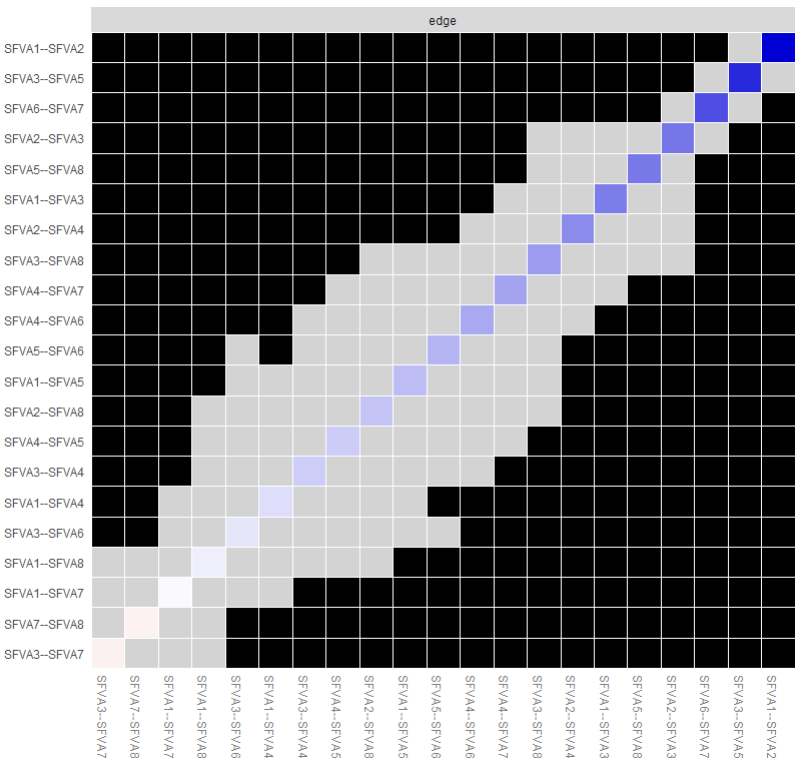 edge
SFVA1--SFVA2
SFVA3--SFVA5
SFVA6--SFVA7
SFVA2--SFVA3
SFVA5--SFVA8
SFVA1--SFVA3
SFVA2--SFVA4
SFVA3--SFVA8
SFVA4--SFVA7
SFVA4--SFVA6
SFVA5--SFVA6
SFVA1--SFVA5
SFVA2--SFVA8
SFVA4--SFVA5
SFVA3--SFVA4
SFVA1--SFVA4
SFVA3--SFVA6
SFVA1--SFVA8
SFVA1--SFVA7
SFVA7--SFVA8
SFVA3--SFVA7
SFVA3--SFVA7
SFVA7--SFVA8
SFVA1--SFVA7
SFVA1--SFVA8
SFVA3--SFVA6
SFVA1--SFVA4
SFVA3--SFVA4
SFVA4--SFVA5
SFVA2--SFVA8
SFVA1--SFVA5
SFVA5--SFVA6
SFVA4--SFVA6
SFVA4--SFVA7
SFVA3--SFVA8
SFVA2--SFVA4
SFVA1--SFVA3
SFVA5--SFVA8
SFVA2--SFVA3
SFVA6--SFVA7
SFVA3--SFVA5
SFVA1--SFVA2